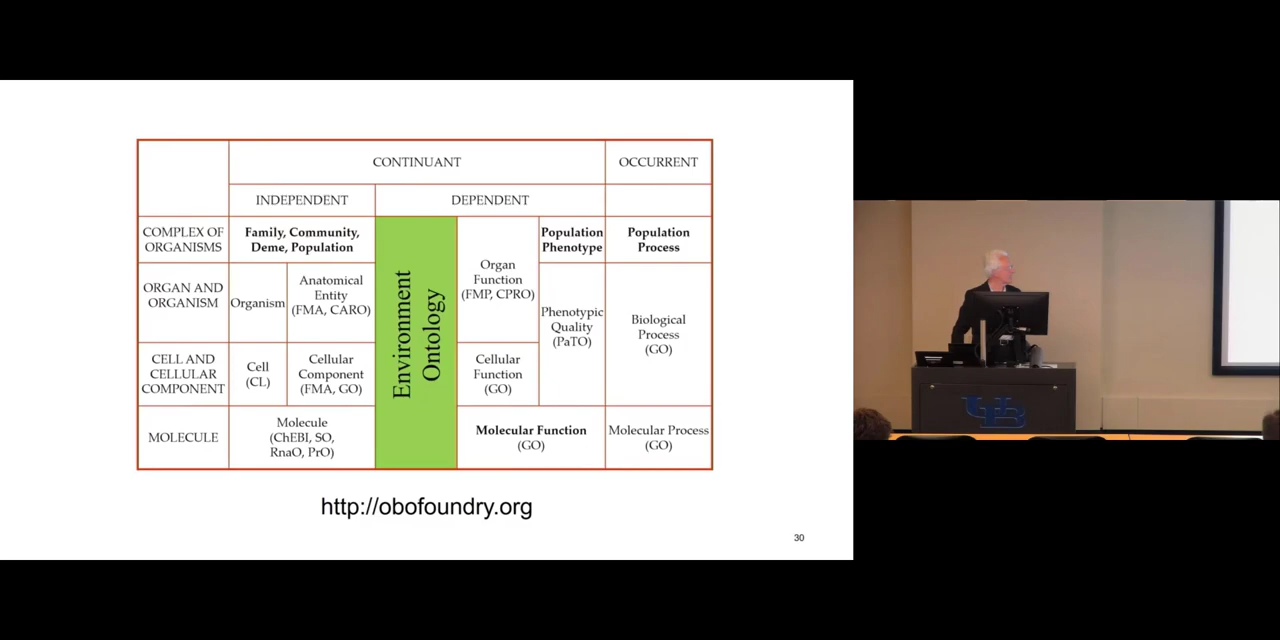 CONTINUANT
OCCURRENT
INDEPENDENT
DEPENDENT
COMPLEX OF
ORGANISMS
Family, Community,
Deme, Population
Environment
Ontology
Organ
Function
(FMP, CPRO)
Population
Phenotype
Population
Process
ORGAN AND
ORGANISM
Organism
Anatomical
Entity
(FMA, CARO)
Phenotypic
Quality
(PaTO)
Biological
Process
(GO)
CELL AND
CELLULAR
COMPONENT
Cell
(CL)
Cellular
Component
(FMA, GO)
Cellular
Function
(GO)
MOLECULE
Molecule
(ChEBI, SO,
RnaO, PrO)
Molecular Function
(GO)
Molecular Process
(GO)
http://obofoundry.org
30
UB